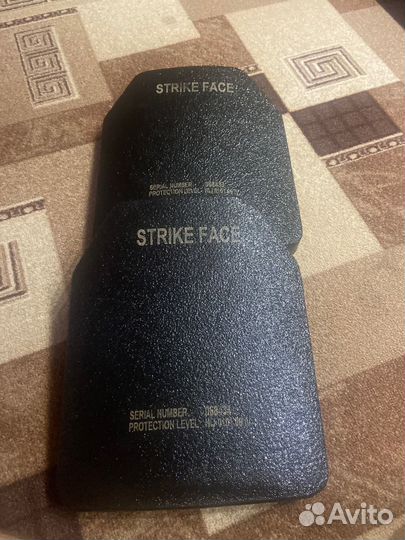 STRIKE FACE
SERIAL NUMBER:
PROTECTION LEVEL:
STRIKE FACE
SERIAL NUMBER:
PROTECTION LEVEL:
Avito